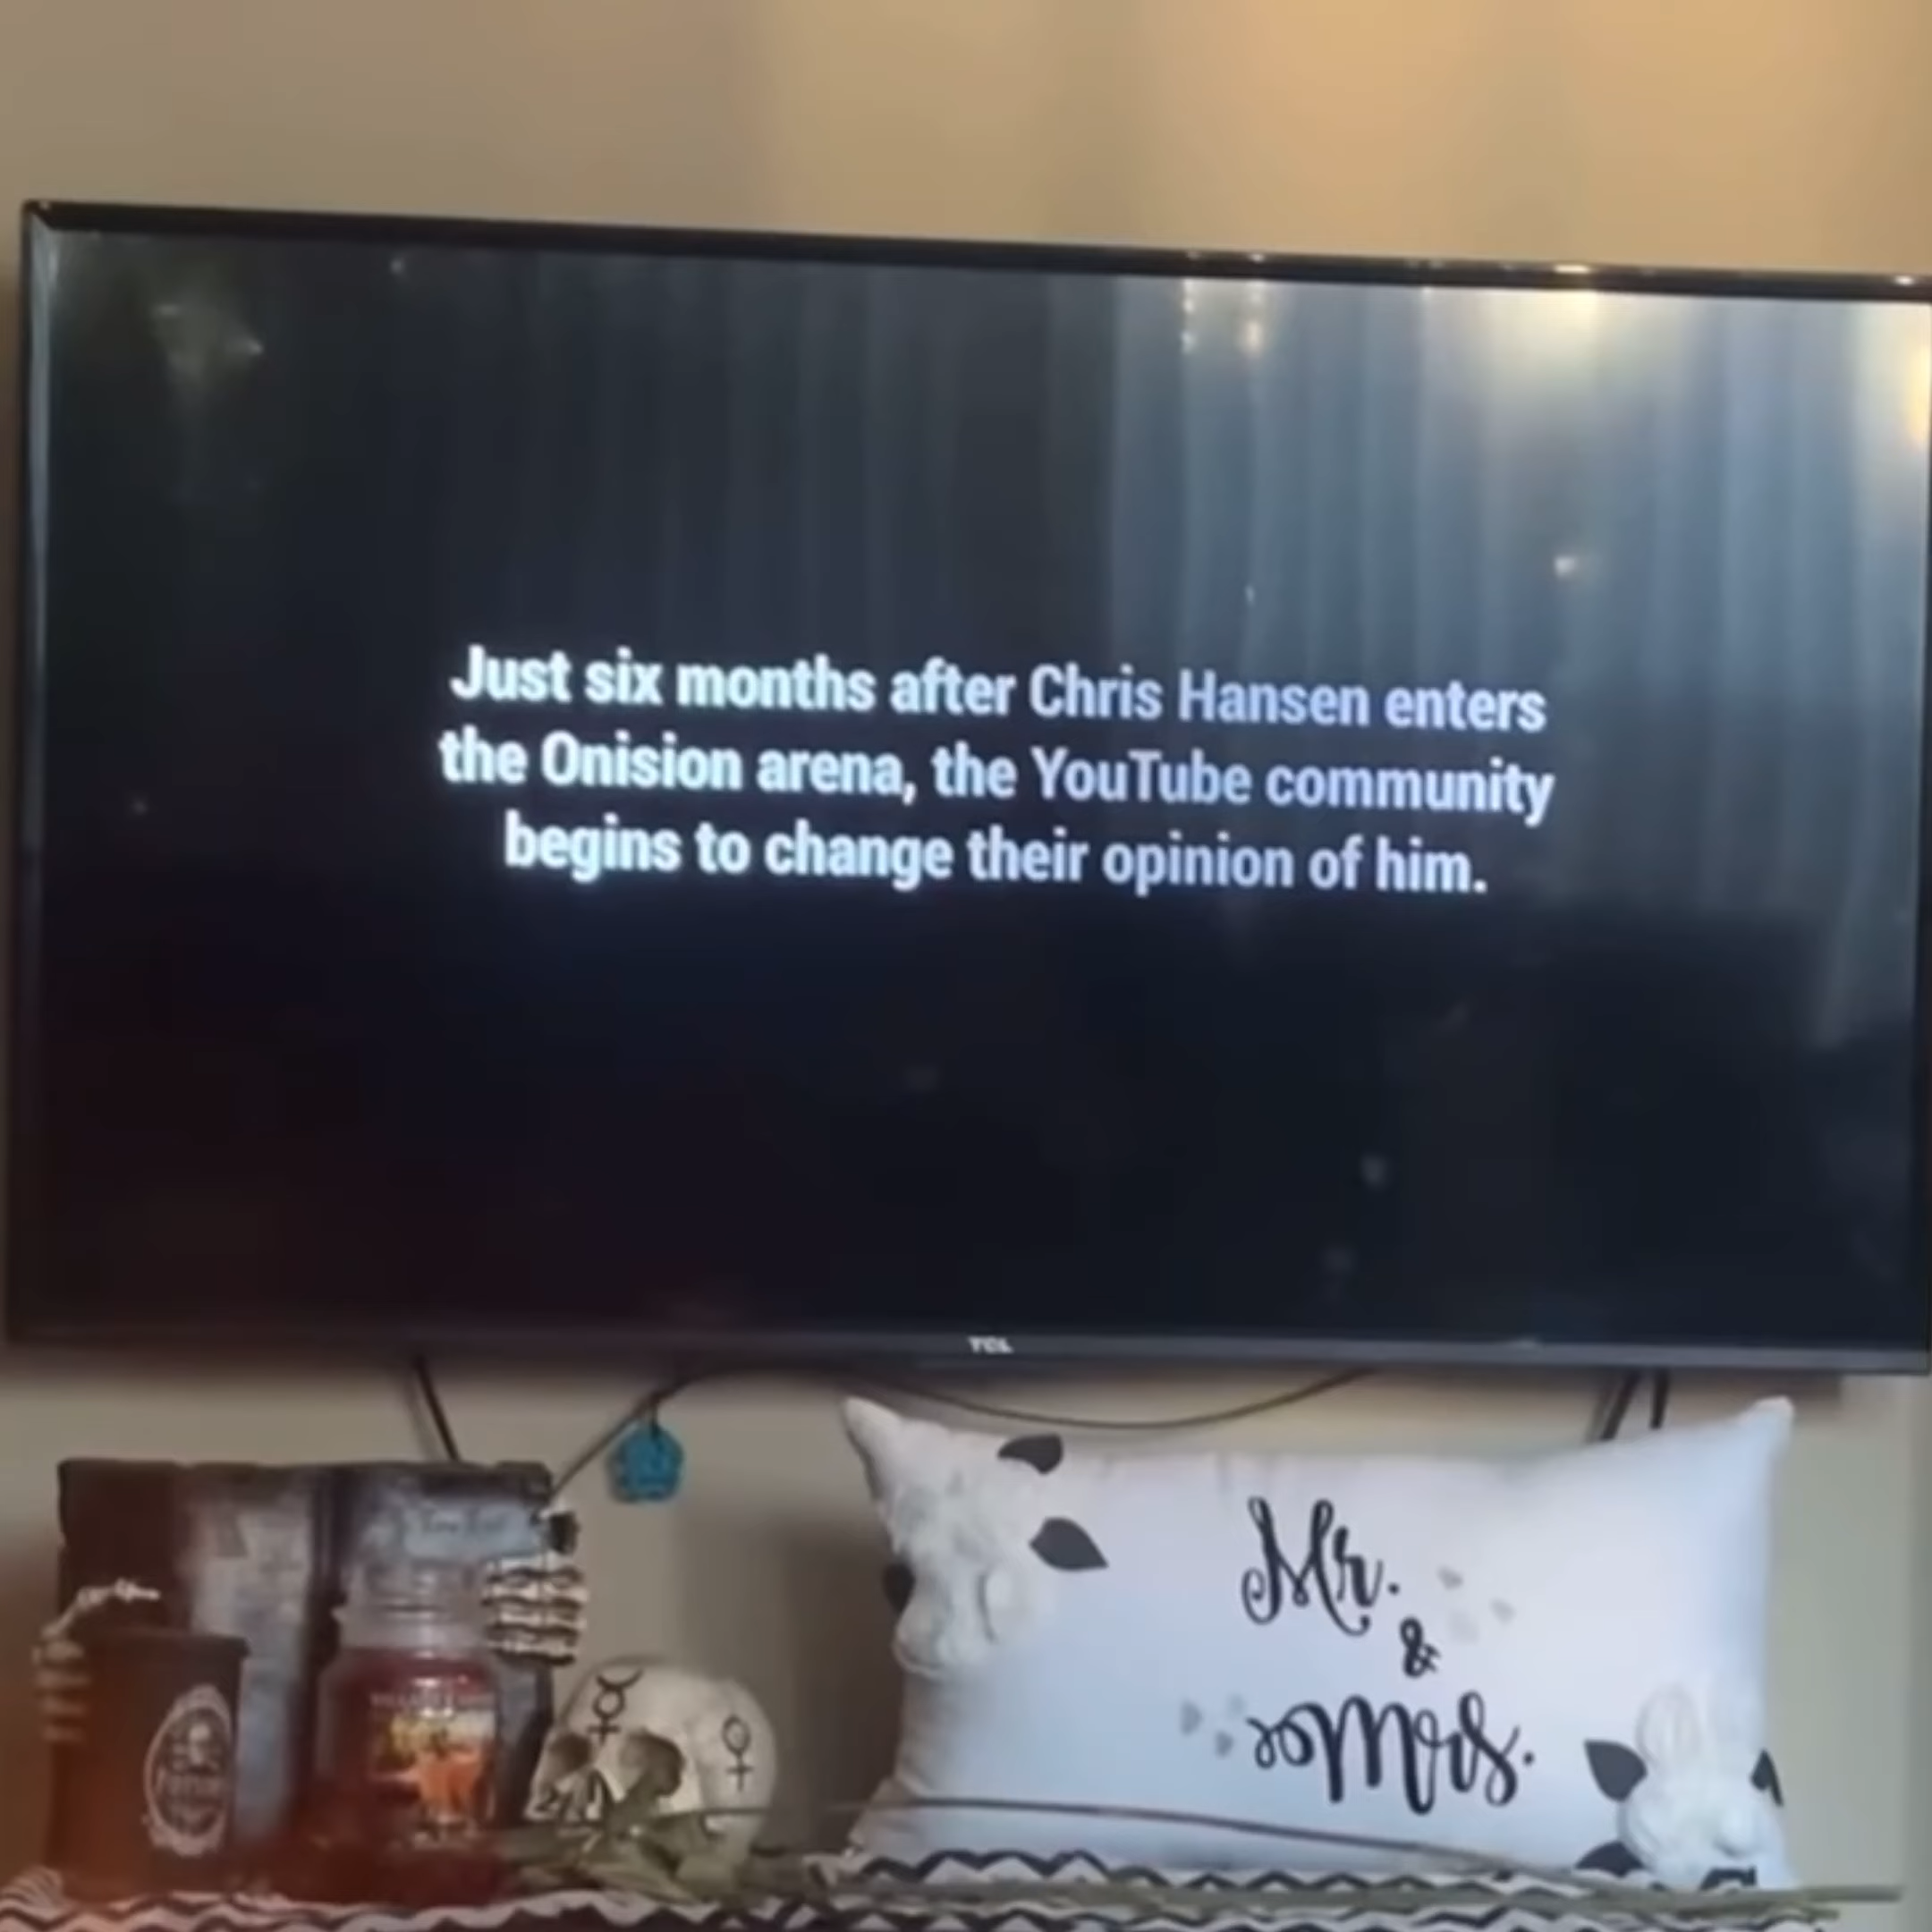 Just six months after Chris Hansen enters
the Onision arena, the YouTube community
begins to change their opinion of him.
TCL
Mr.
&
Mrs.